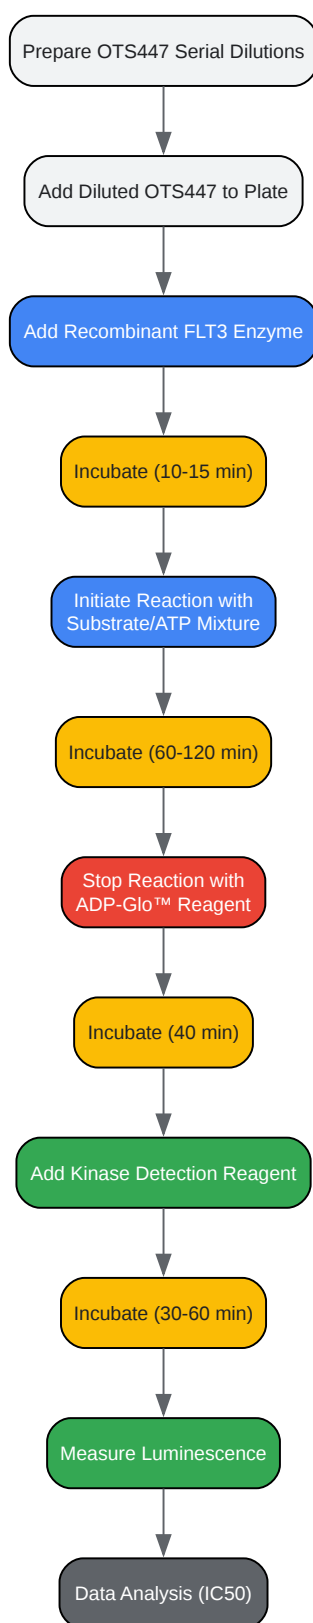 Prepare OTS447 Serial Dilutions
Add Diluted OTS447 to Plate
Add Recombinant FLT3 Enzyme
Incubate (10-15 min)
Initiate Reaction with
Substrate/ATP Mixture
Incubate (60-120 min)
Stop Reaction with
ADP-Glo™ Reagent
Incubate (40 min)
Add Kinase Detection Reagent
Incubate (30-60 min)
Measure Luminescence
Data Analysis (IC50)